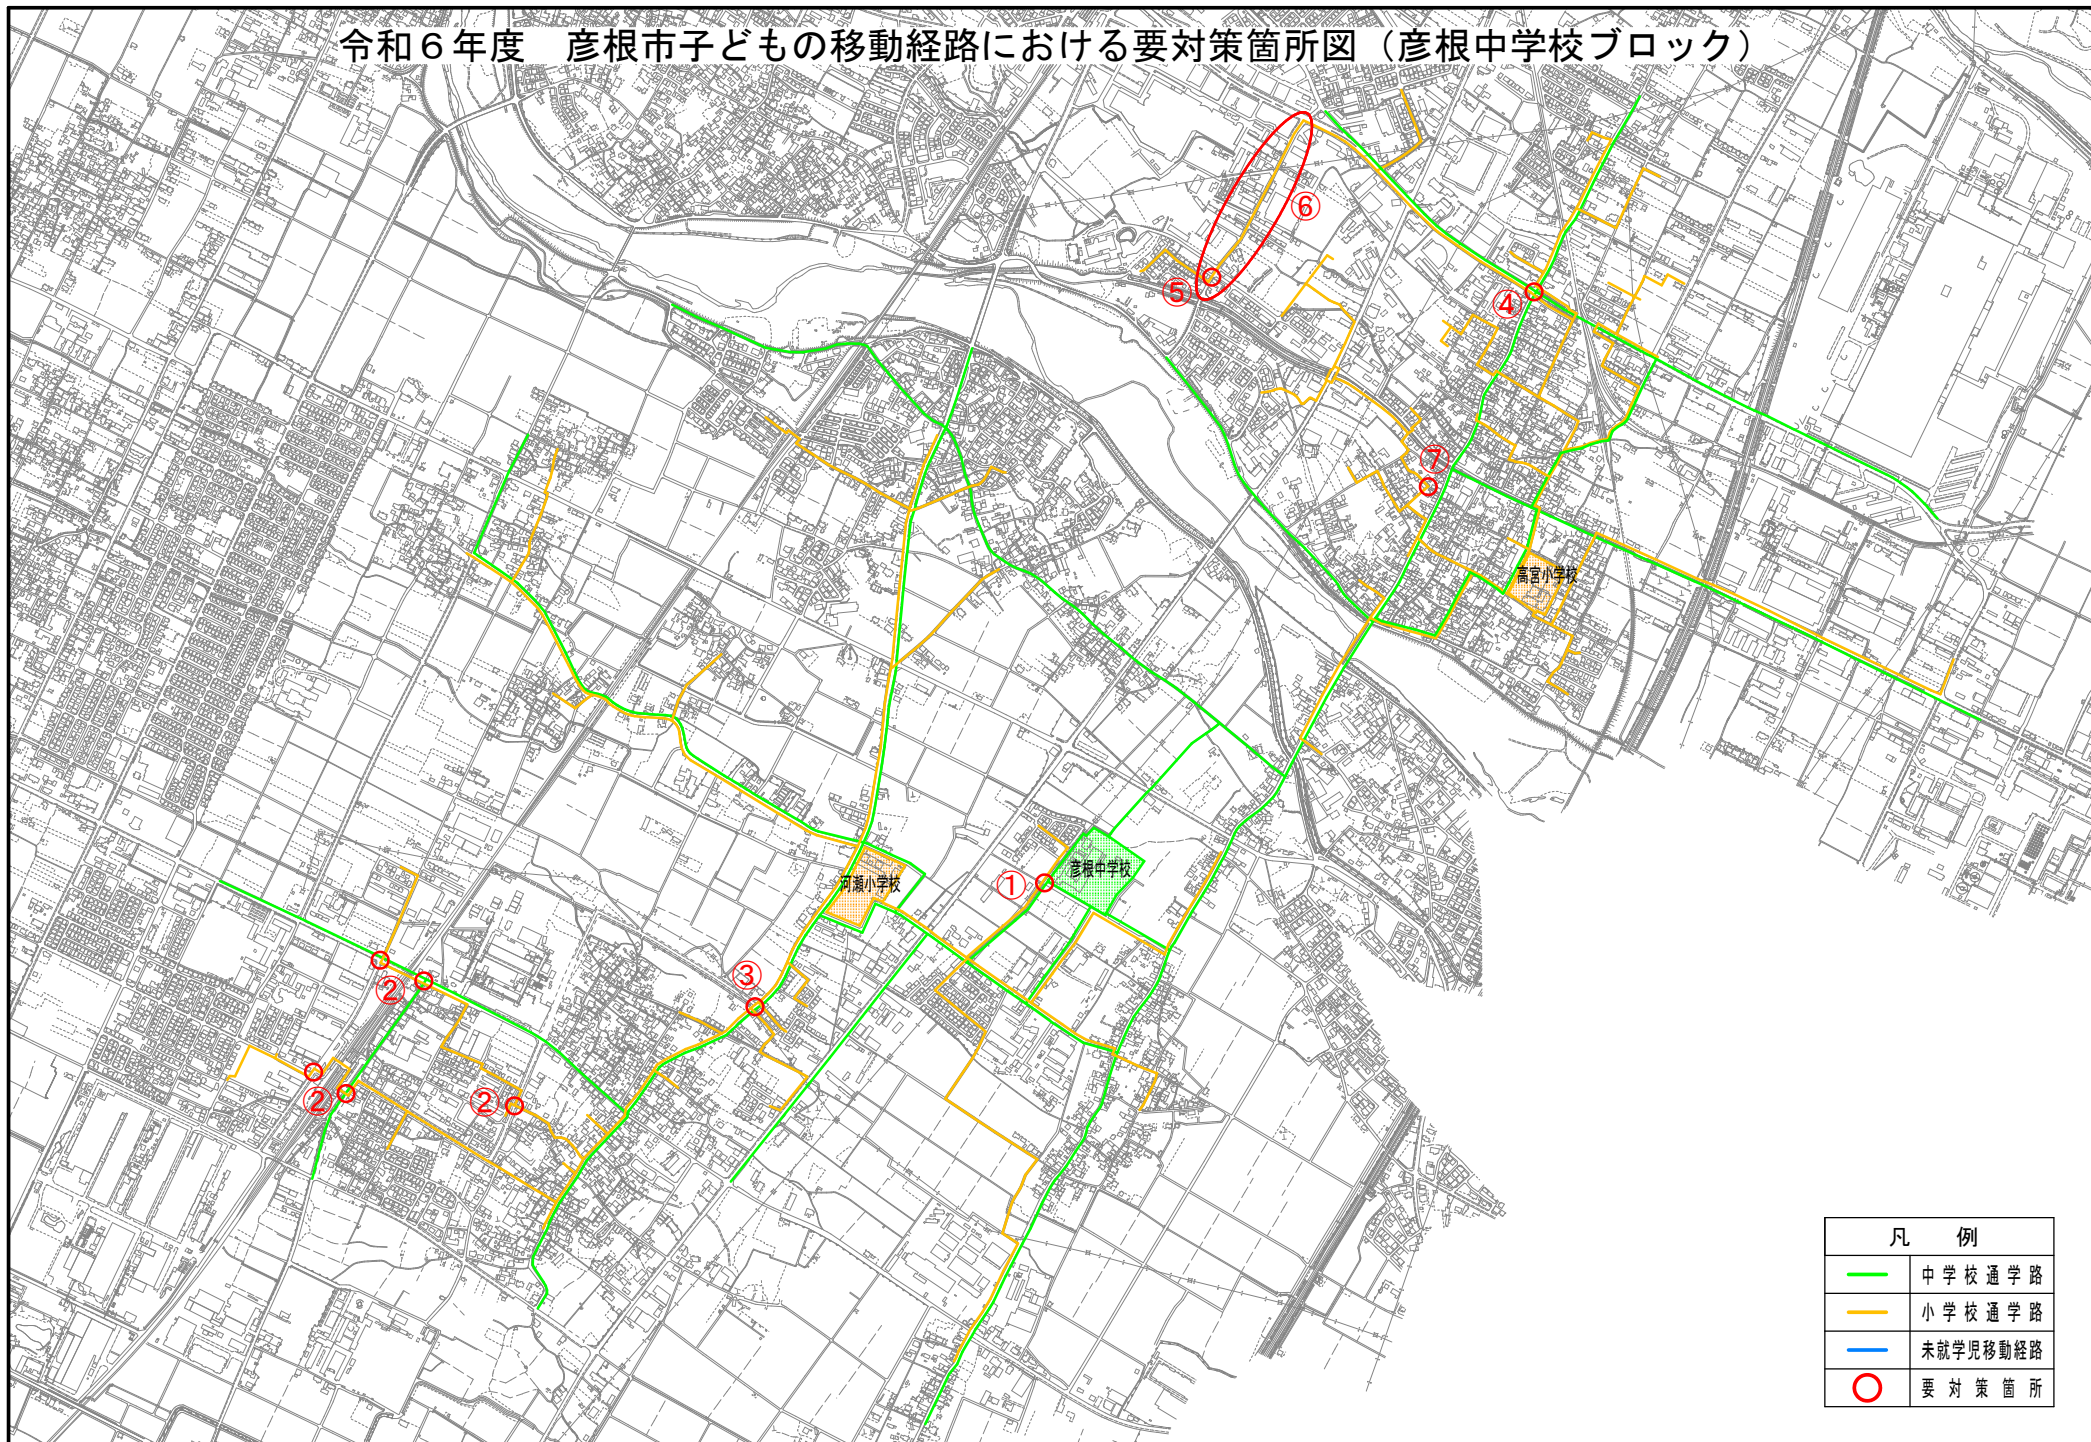 令和６年度　彦根市子どもの移動経路における要対策箇所図（彦根中学校ブロック）
⑥
⑤
④
⑦
高宮小学校
彦根中学校
河瀬小学校
①
③
②
②
②
凡　例
中学校通学路
小学校通学路
未就学児移動経路
要対策箇所